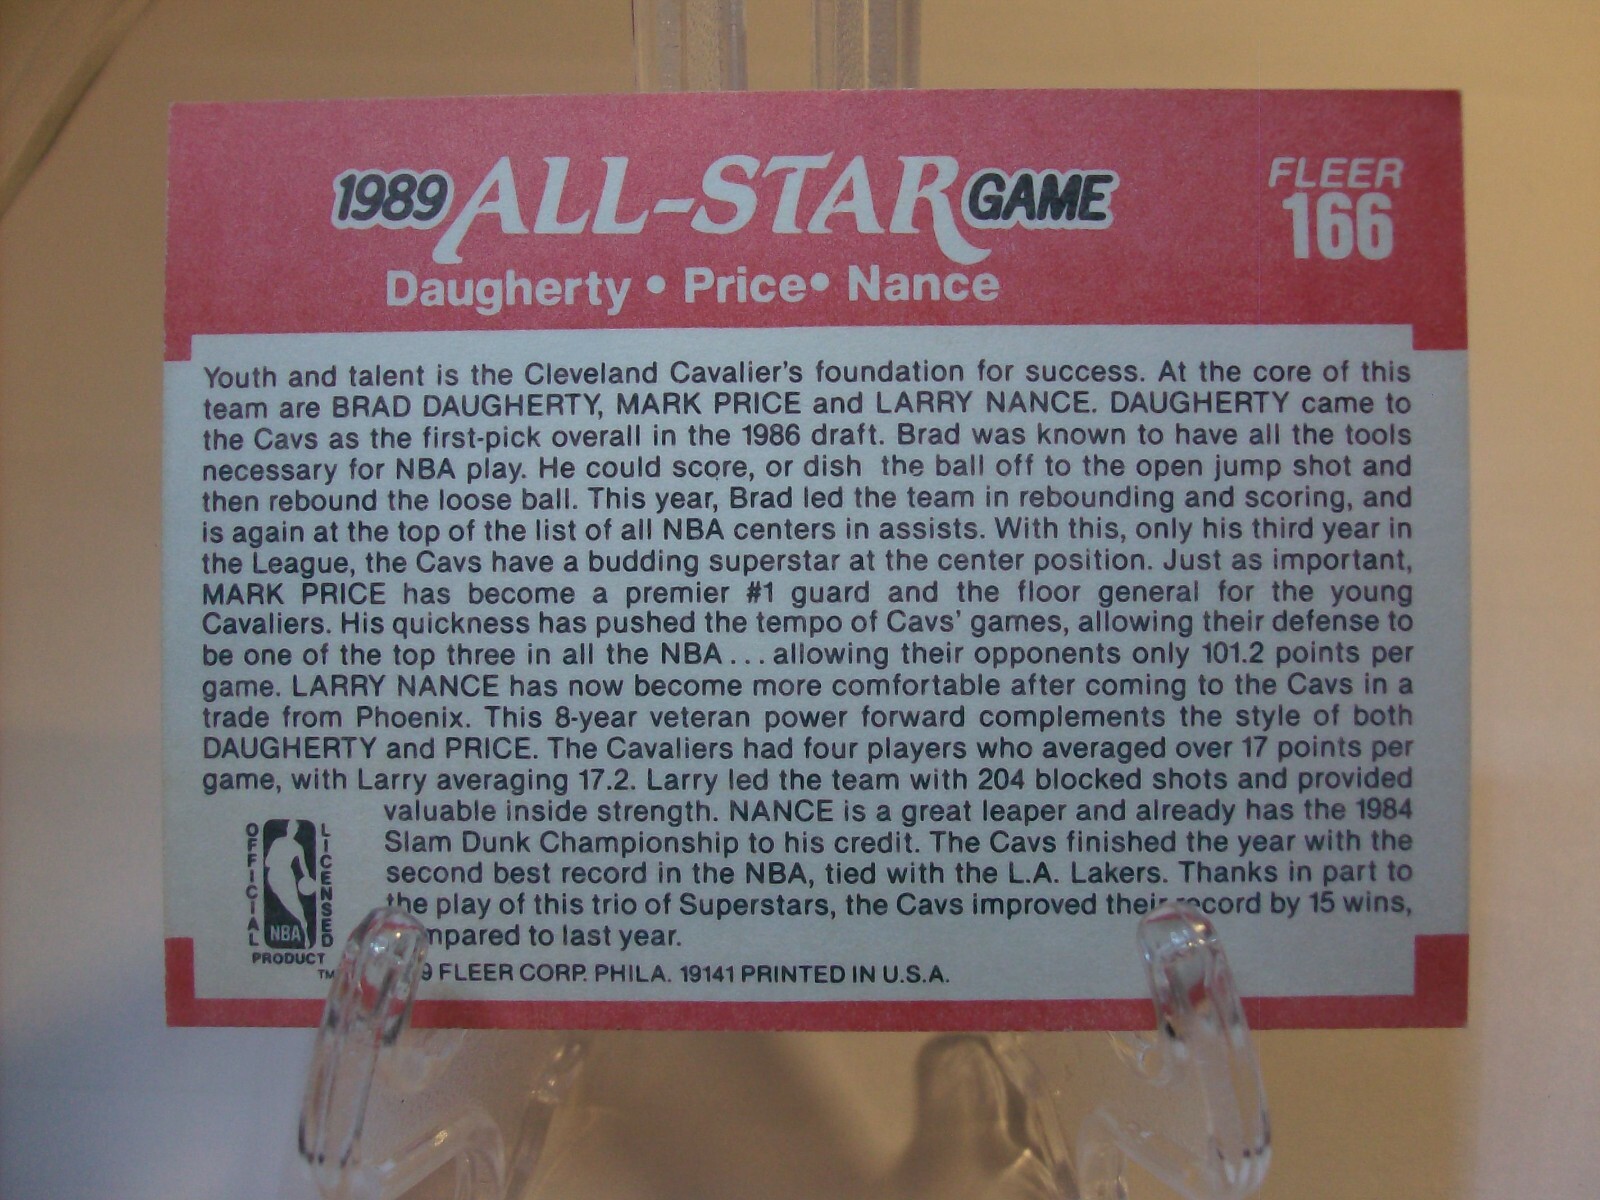 1989 ALL-STAR GAME
FLEER
166
Daugherty • Price• Nance
Youth and talent is the Cleveland Cavalier's foundation for success. At the core of this
team are BRAD DAUGHERTY, MARK PRICE and LARRY NANCE. DAUGHERTY came to
the Cavs as the first-pick overall in the 1986 draft. Brad was known to have all the tools
necessary for NBA play. He could score, or dish the ball off to the open jump shot and
then rebound the loose ball. This year, Brad led the team in rebounding and scoring, and
is again at the top of the list of all NBA centers in assists. With this, only his third year in
the League, the Cavs have a budding superstar at the center position. Just as important,
MARK PRICE has become a premier #1 guard and the floor general for the young
Cavaliers. His quickness has pushed the tempo of Cavs' games, allowing their defense to
be one of the top three in all the NBA...allowing their opponents only 101.2 points per
game. LARRY NANCE has now become more comfortable after coming to the Cavs in a
trade from Phoenix. This 8-year veteran power forward complements the style of both
DAUGHERTY and PRICE. The Cavaliers had four players who averaged over 17 points per
game, with Larry averaging 17.2. Larry led the team with 204 blocked shots and provided
valuable inside strength. NANCE is a great leaper and already has the 1984
Slam Dunk Championship to his credit. The Cavs finished the year with the
second best record in the NBA, tied with the L.A. Lakers. Thanks in part to
the play of this trio of Superstars, the Cavs improved their record by 15 wins,
mpared to last year.
OFFICIAL
LICENSED
NBA
PRODUCT
TM
9 FLEER CORP. PHILA. 19141 PRINTED IN U.S.A.